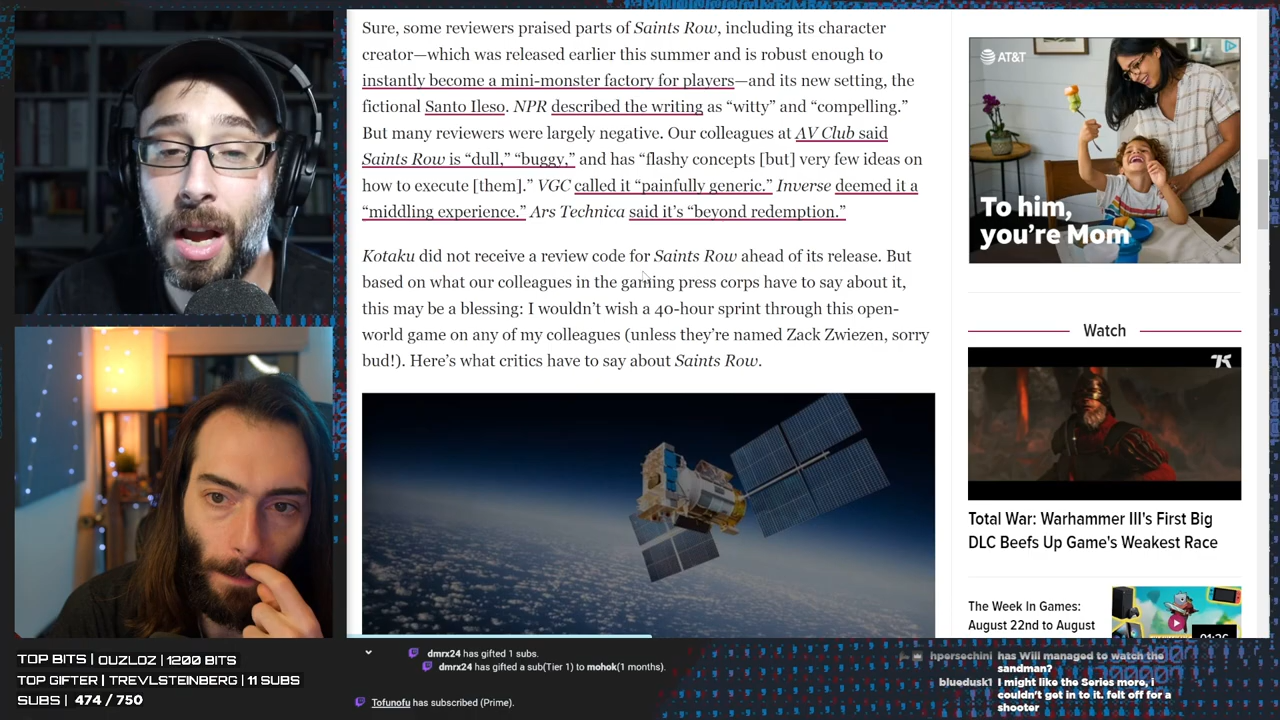 Sure, some reviewers praised parts of Saints Row, including its character
creator—which was released earlier this summer and is robust enough to
instantly become a mini-monster factory for players—and its new setting, the
fictional Santo Ileso. NPR described the writing as “witty” and “compelling.”
But many reviewers were largely negative. Our colleagues at AV Club said
Saints Row is “dull,” “buggy,” and has “flashy concepts [but] very few ideas on
how to execute [them].” VGC called it “painfully generic.” Inverse deemed it a
“middling experience.” Ars Technica said it’s “beyond redemption.”
Kotaku did not receive a review code for Saints Row ahead of its release. But
based on what our colleagues in the gaming press corps have to say about it,
this may be a blessing: I wouldn’t wish a 40-hour sprint through this open-
world game on any of my colleagues (unless they’re named Zack Zwiezen, sorry
bud!). Here’s what critics have to say about Saints Row.
AT&T
To him,
you’re Mom
Watch
Total War: Warhammer III's First Big
DLC Beefs Up Game's Weakest Race
The Week In Games:
August 22nd to August
01:26
TOP BITS | OUZLOZ | 1200 BITS
TOP GIFTER | TREVLSTEINBERG | 11 SUBS
SUBS | 474 / 750
dmrx24 has gifted 1 subs.
dmrx24 has gifted a sub(Tier 1) to mohok(1 months).
Tofunofu has subscribed (Prime).
hpersechini has Will managed to watch the
sandman?
bluedusk1 I might like the Series more, i
couldn't get in to it. felt off for a
shooter